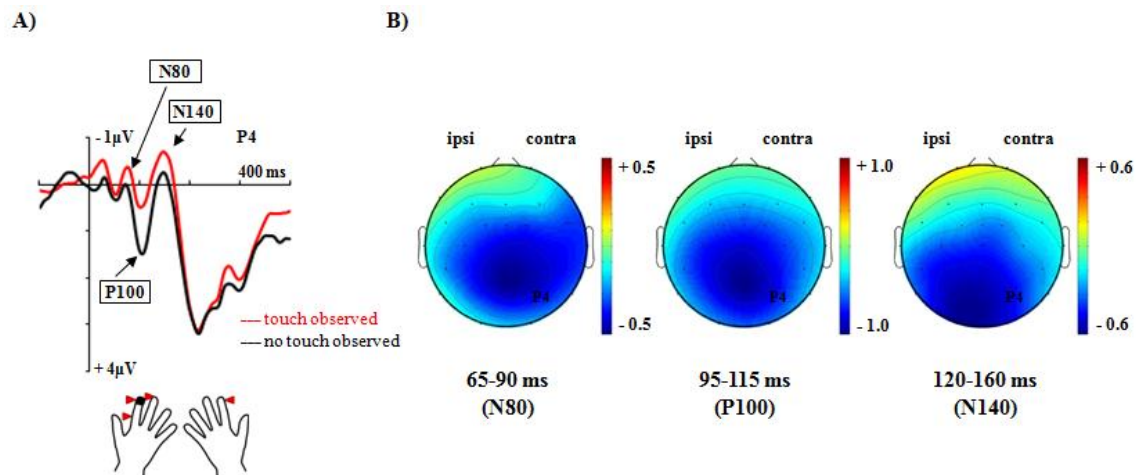 A)
N80
N140
- 1µV
P4
400 ms
P100
touch observed
no touch observed
+ 4µV
B)
ipsi contra
+ 0.5
P4
- 0.5
65-90 ms
(N80)
ipsi contra
+ 1.0
P4
- 1.0
95-115 ms
(P100)
ipsi contra
+ 0.6
P4
- 0.6
120-160 ms
(N140)